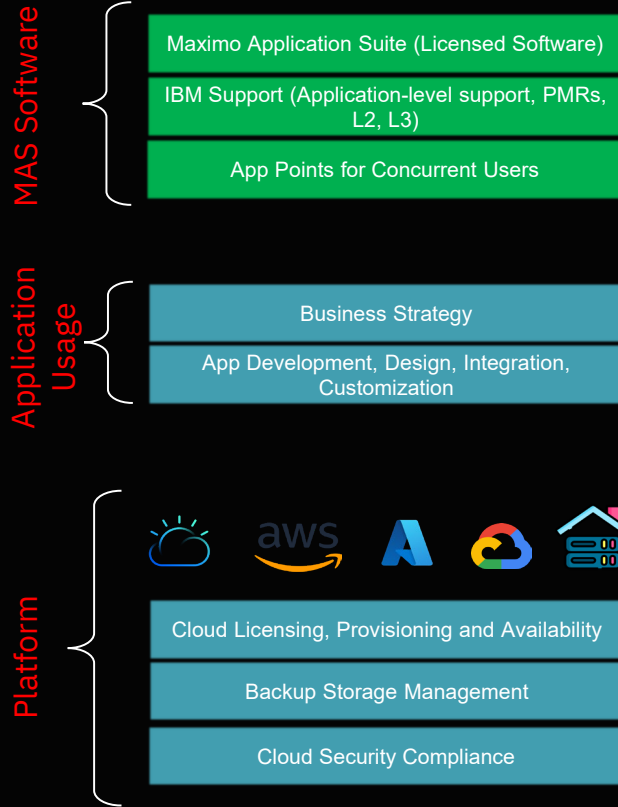 MAS Software
Maximo Application Suite (Licensed Software)
IBM Support (Application-level support, PMRs,
L2, L3)
App Points for Concurrent Users
Application
Usage
Business Strategy
App Development, Design, Integration,
Customization
Platform
aws
Cloud Licensing, Provisioning and Availability
Backup Storage Management
Cloud Security Compliance